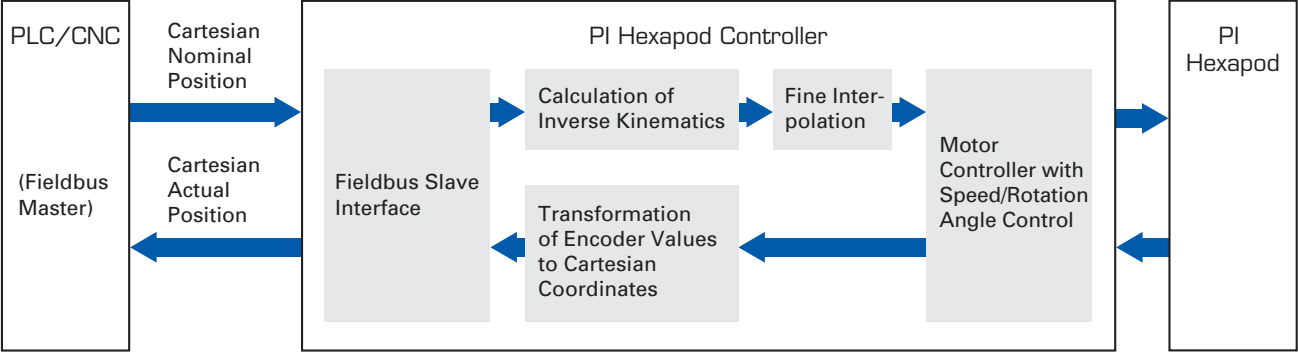 PLC/CNC
(Fieldbus
Master)
Cartesian
Nominal
Position
Cartesian
Actual
Position
PI Hexapod Controller
Fieldbus Slave
Interface
Calculation of
Inverse Kinematics
Fine Inter-
polation
Transformation
of Encoder Values
to Cartesian
Coordinates
Motor
Controller with
Speed/Rotation
Angle Control
PI
Hexapod